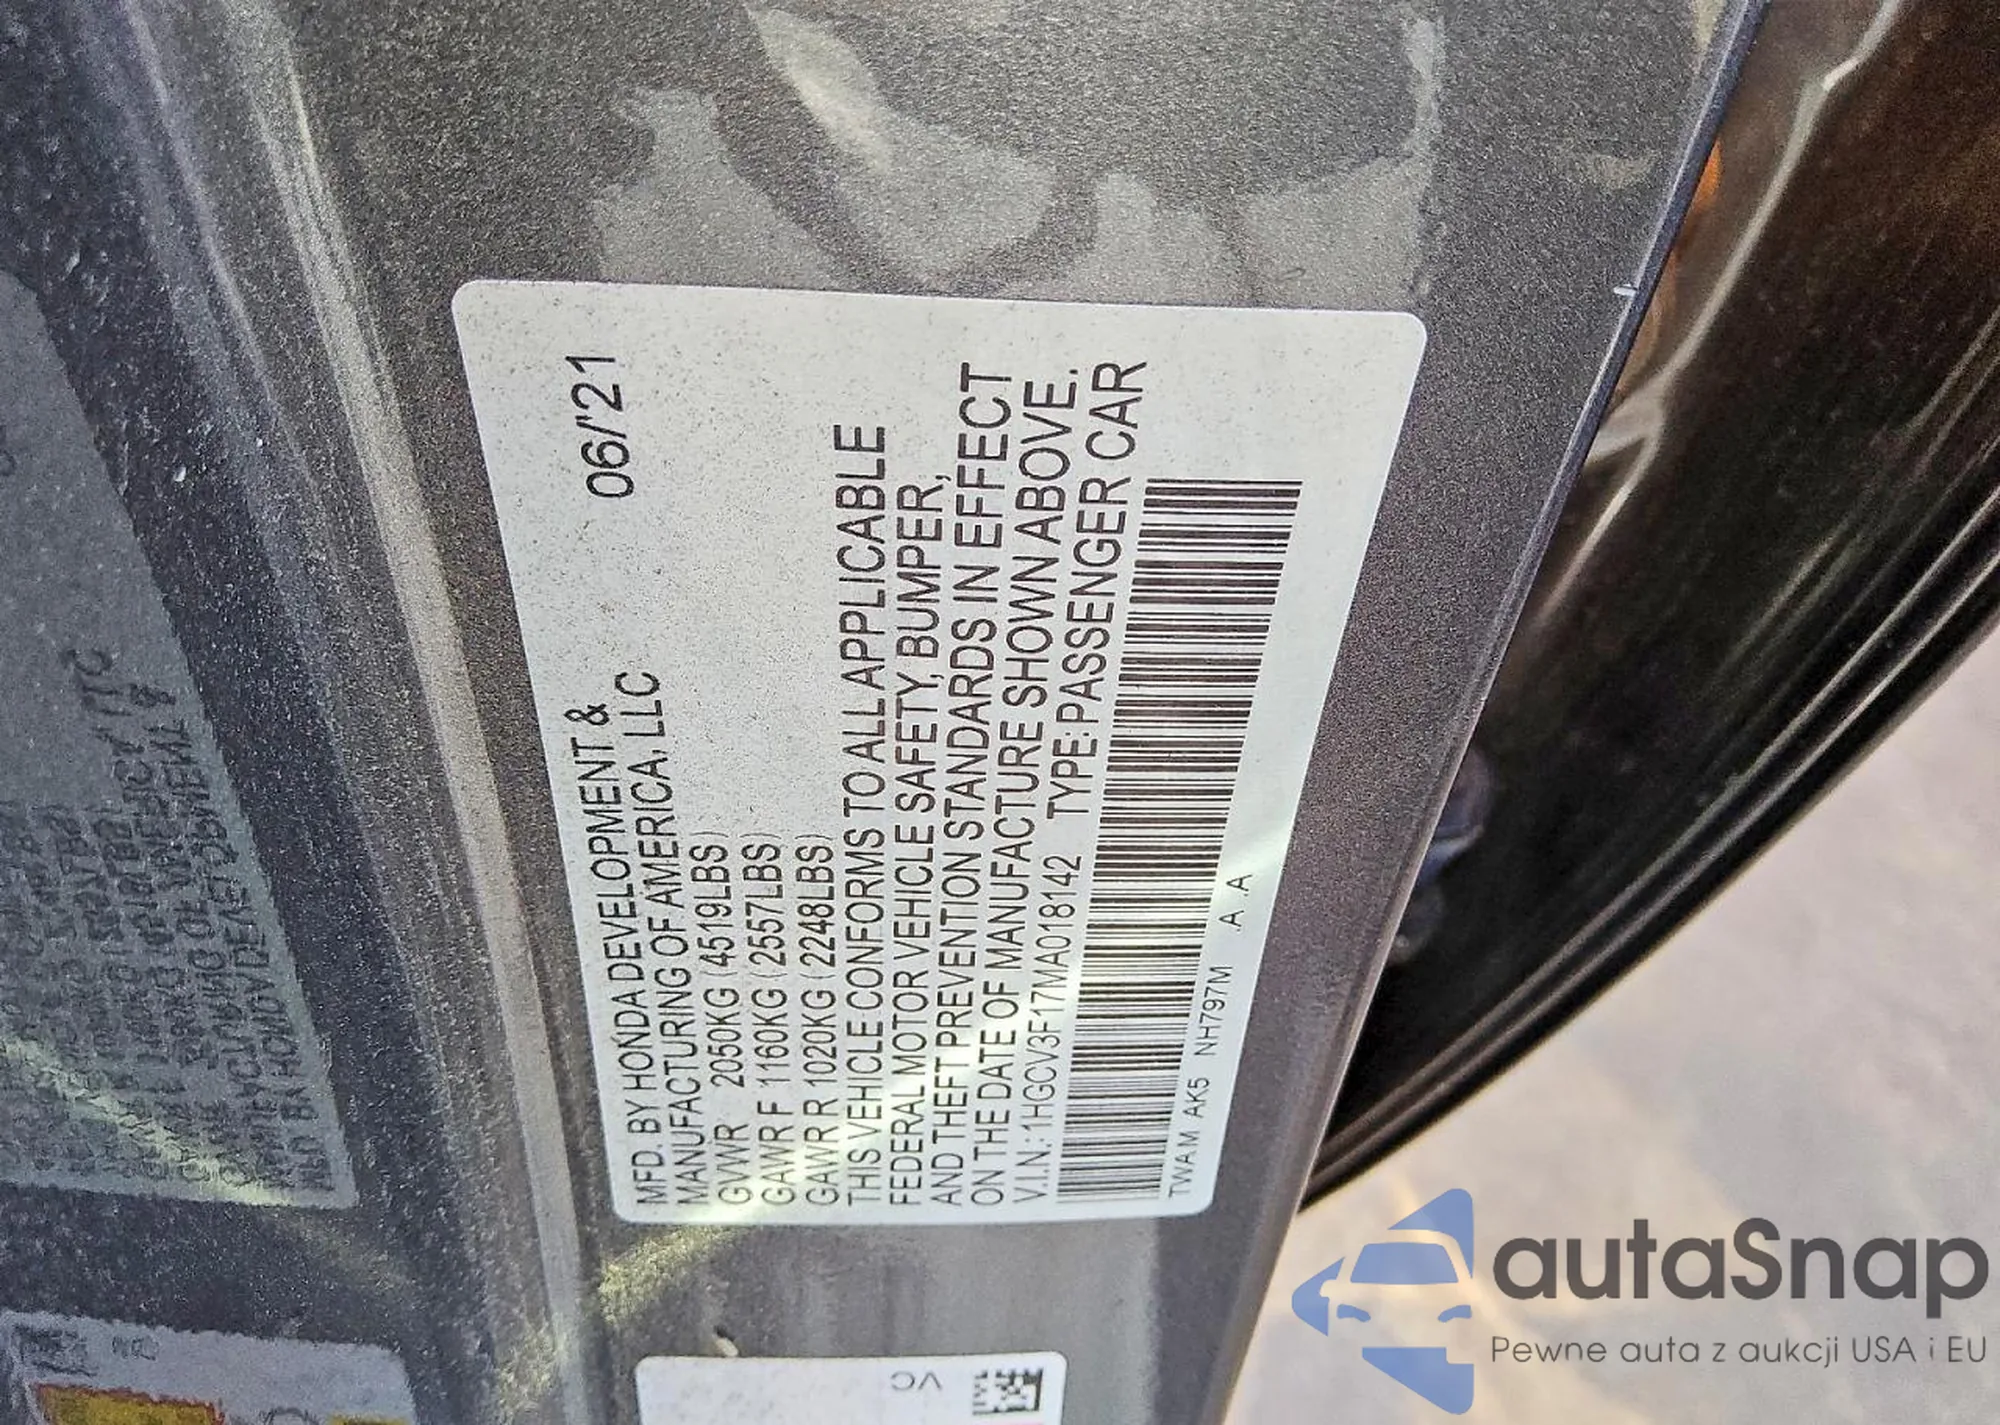 06/'21
MFD. BY HONDA DEVELOPMENT &
MANUFACTURING OF AMERICA, LLC
GVWR 2050KG (4519LBS)
GAWR F 1160KG (2557LBS)
GAWR R 1020KG (2248LBS)
THIS VEHICLE CONFORMS TO ALL APPLICABLE
FEDERAL MOTOR VEHICLE SAFETY, BUMPER,
AND THEFT PREVENTION STANDARDS IN EFFECT
ON THE DATE OF MANUFACTURE SHOWN ABOVE.
V.I.N.:1HGCV3F17MA018142 TYPE:PASSENGER CAR
TWAM AK5 NH797M .A .A
VC
autaSnap
Pewne auta z aukcji USA i EU